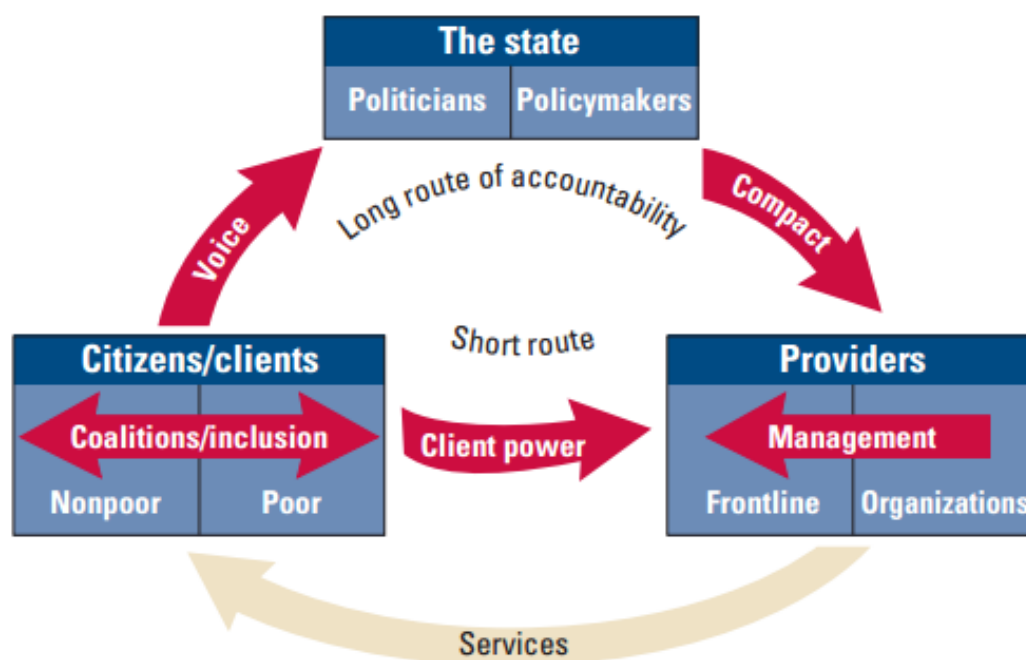 The state
Politicians
Policymakers
Long route of accountability
Voice
Compact
Short route
Citizens/clients
Coalitions/inclusion
Nonpoor
Poor
Client power
Providers
Management
Frontline
Organizations
Services